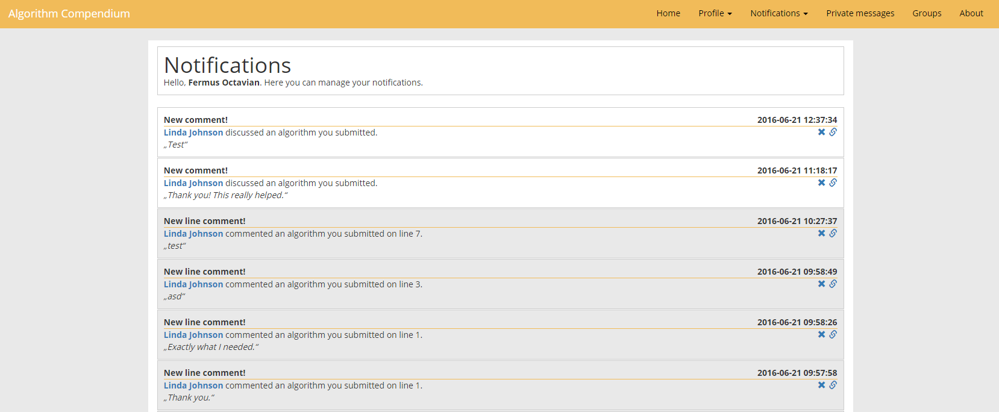 Algorithm Compendium Home Profile Notifications Private messages Groups About
Notifications
Hello, Fermus Octavian. Here you can manage your notifications.
New comment! 2016-06-21 12:37:34
Linda Johnson discussed an algorithm you submitted.
„Test“
New comment! 2016-06-21 11:18:17
Linda Johnson discussed an algorithm you submitted.
„Thank you! This really helped.“
New line comment! 2016-06-21 10:27:37
Linda Johnson commented an algorithm you submitted on line 7.
„test“
New line comment! 2016-06-21 09:58:49
Linda Johnson commented an algorithm you submitted on line 3.
„asd“
New line comment! 2016-06-21 09:58:26
Linda Johnson commented an algorithm you submitted on line 1.
„Exactly what I needed.“
New line comment! 2016-06-21 09:57:58
Linda Johnson commented an algorithm you submitted on line 1.
„Thank you.“